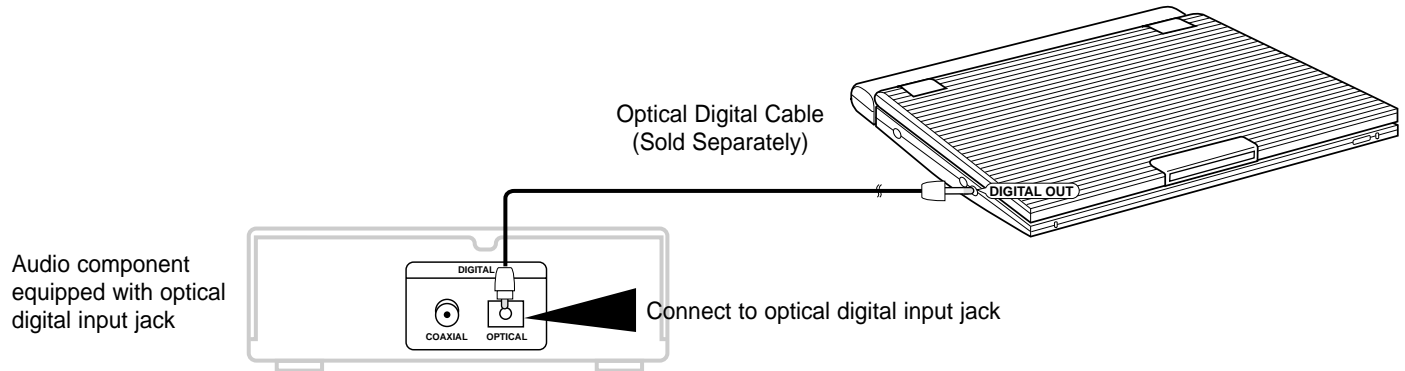 Optical Digital Cable
(Sold Separately)
DIGITAL OUT
Audio component
equipped with optical
digital input jack
DIGITAL
COAXIAL
OPTICAL
Connect to optical digital input jack